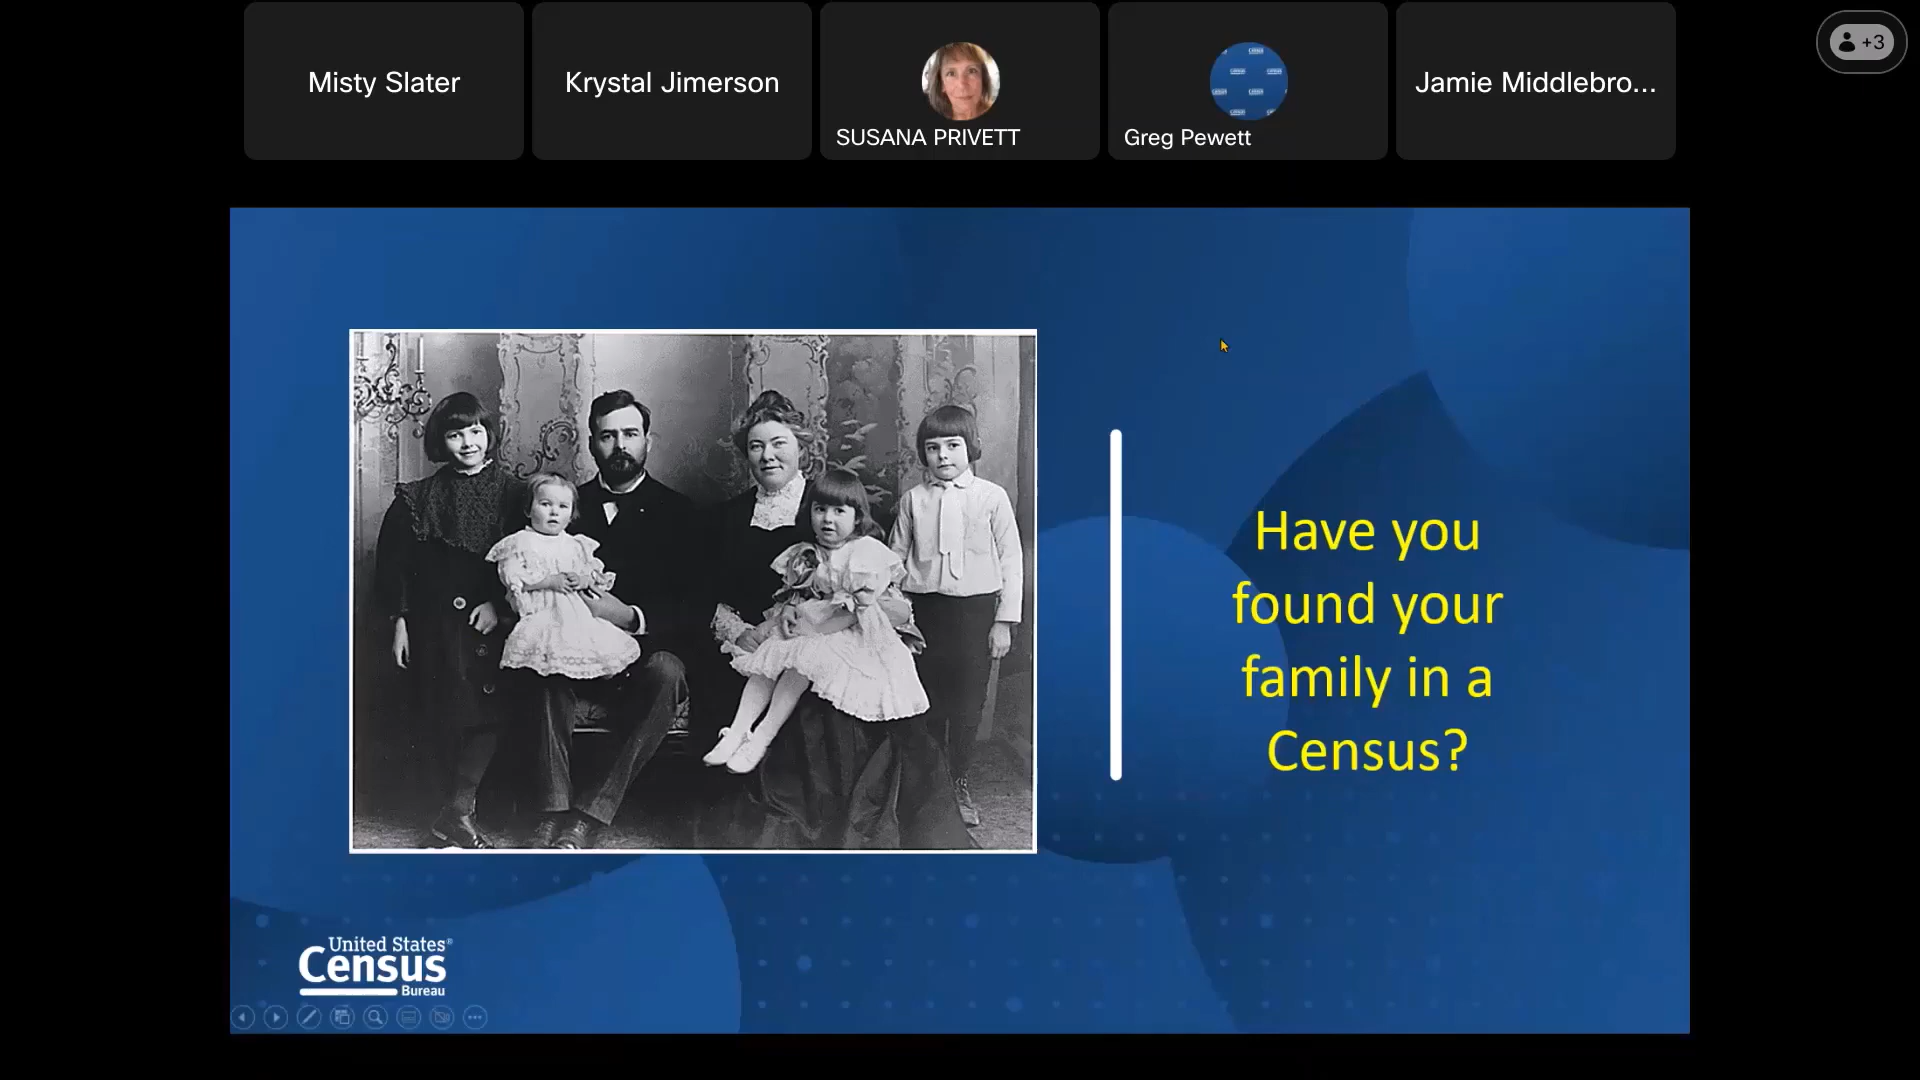 Misty Slater
Krystal Jimerson
SUSANA PRIVETT
Greg Pewett
Jamie Middlebro...
+3
Have you
found your
family in a
Census?
United States®
Census
Bureau